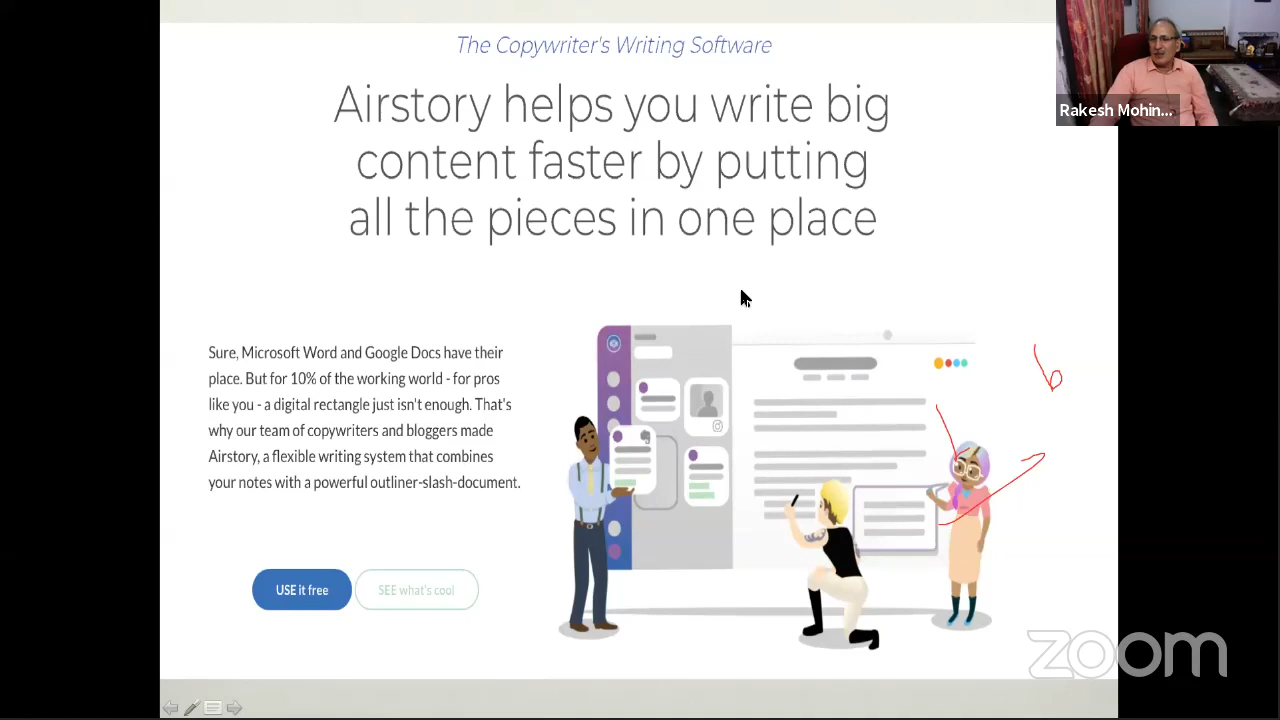 The Copywriter's Writing Software
Airstory helps you write big
content faster by putting
all the pieces in one place
Rakesh Mohin...
Sure, Microsoft Word and Google Docs have their
place. But for 10% of the working world - for pros
like you - a digital rectangle just isn't enough. That's
why our team of copywriters and bloggers made
Airstory, a flexible writing system that combines
your notes with a powerful outliner-slash-document.
USE it free
SEE what's cool
zoom